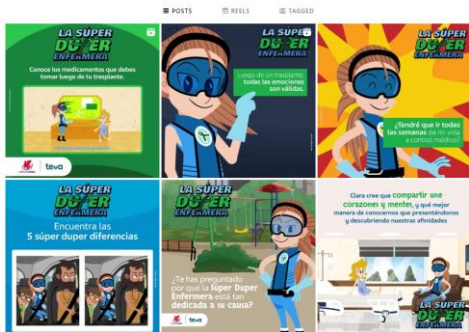 POSTS
REELS
TAGGED
LA SÚPER
DUPER
ENFERMERA
Conoce los medicamentos que debes
tomar luego de tu trasplante.
teva
LA SÚPER
DUPER
ENFERMERA
Luego de un trasplante,
todas las emociones
son válidas.
LA SÚPER
DUPER
ENFERMERA
¿Tendré que ir todas
las semanas de mi vida
a control médico?
LA SÚPER
DUPER
ENFERMERA
Encuentra las
5 súper duper diferencias
LA SÚPER
DUPER
ENFERMERA
¿Te has preguntado
por qué la Súper Duper
Enfermera está tan
dedicada a su causa?
teva
Clara cree que compartir une
corazones y mentes, y qué mejor
manera de conocernos que presentándonos
y descubriendo nuestras afinidades
LA SÚPER
DUPER
ENFERMERA